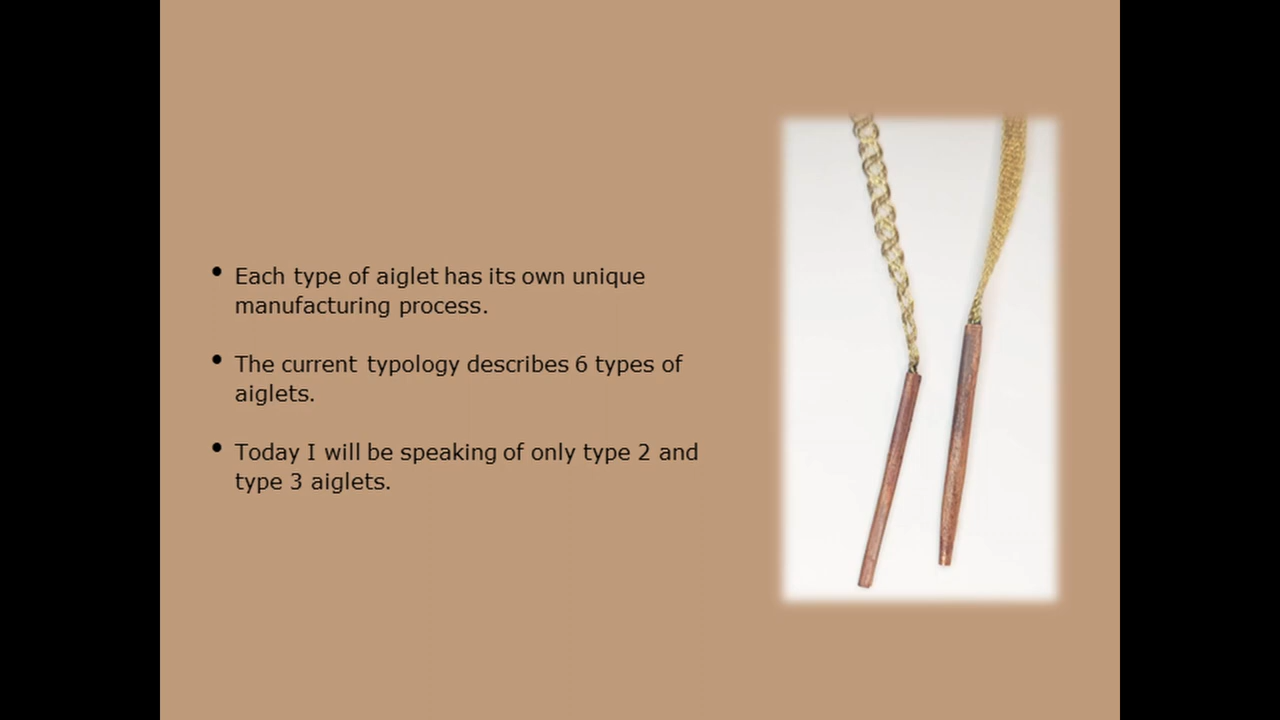 • Each type of aiglet has its own unique
manufacturing process.
• The current typology describes 6 types of
aiglets.
• Today I will be speaking of only type 2 and
type 3 aiglets.